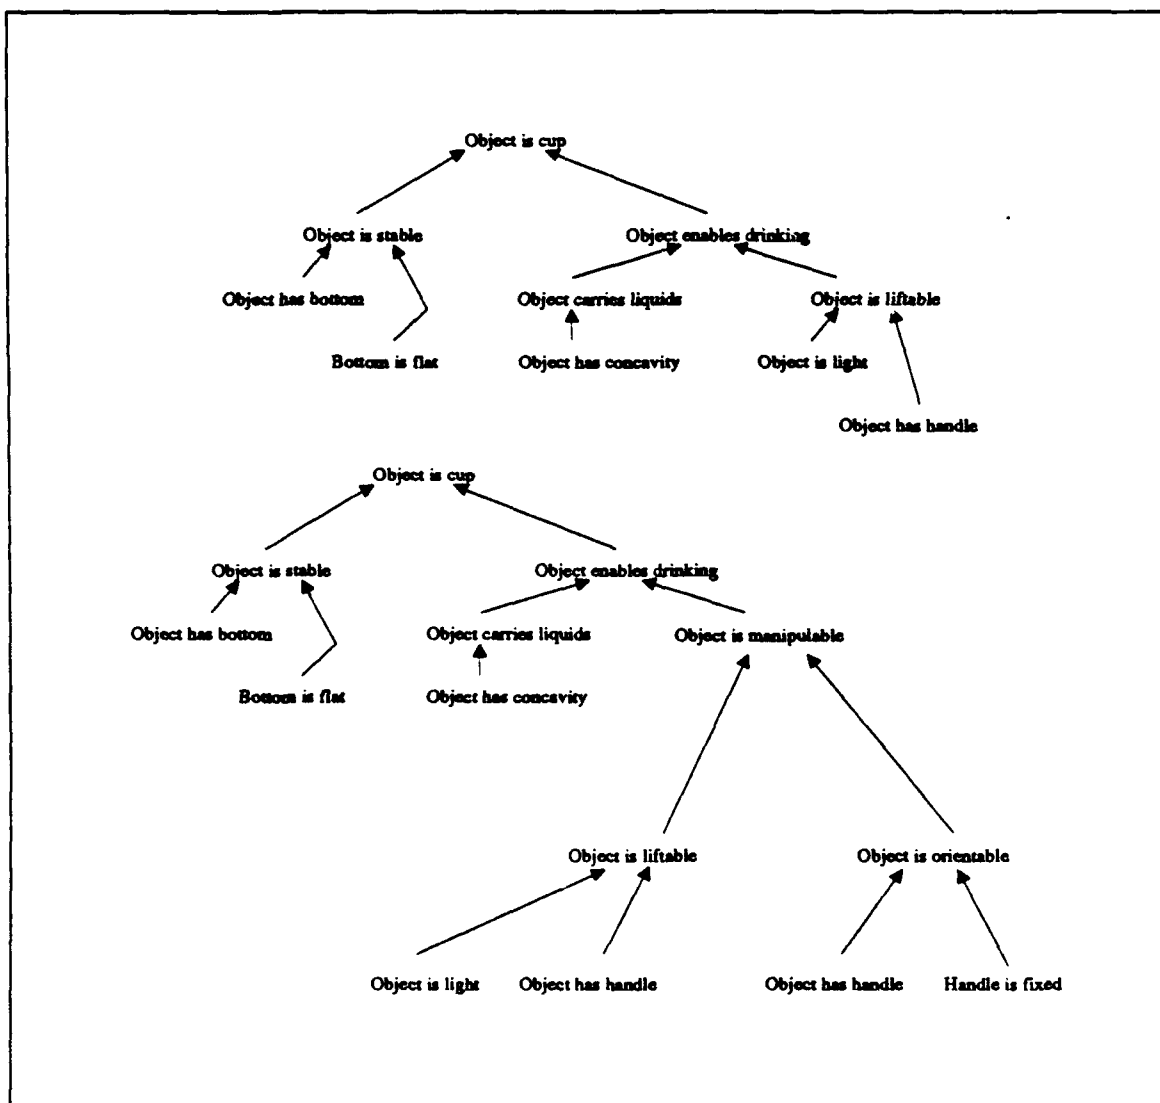 Object is cup
Object is stable
Object enables drinking
Object has bottom
Object carries liquids
Object is liftable
Bottom is flat
Object has concavity
Object is light
Object has handle
Object is cup
Object is stable
Object enables drinking
Object has bottom
Object carries liquids
Object is manipulable
Bottom is flat
Object has concavity
Object is liftable
Object is orientable
Object is light
Object has handle
Object has handle
Handle is fixed